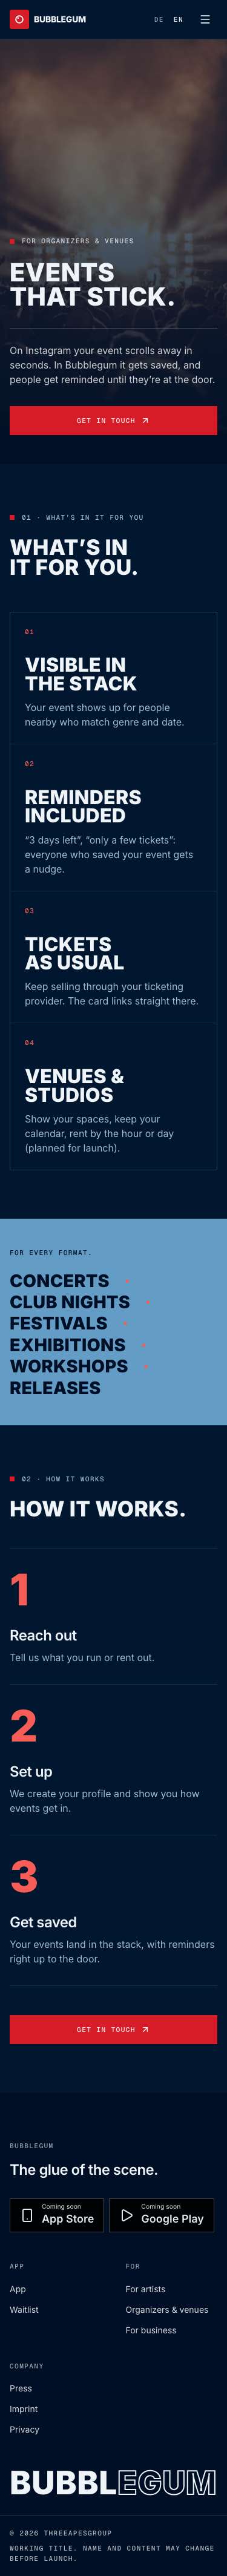 BUBBLEGUM
DE EN
FOR ORGANIZERS & VENUES
EVENTS
THAT STICK.
On Instagram your event scrolls away in
seconds. In Bubblegum it gets saved, and
people get reminded until they're at the door.
GET IN TOUCH
01 · WHAT'S IN IT FOR YOU
WHAT'S IN
IT FOR YOU.
01
VISIBLE IN
THE STACK
Your event shows up for people
nearby who match genre and date.
02
REMINDERS
INCLUDED
“3 days left”, “only a few tickets”:
everyone who saved your event gets
a nudge.
03
TICKETS
AS USUAL
Keep selling through your ticketing
provider. The card links straight there.
04
VENUES &
STUDIOS
Show your spaces, keep your
calendar, rent by the hour or day
(planned for launch).
FOR EVERY FORMAT.
CONCERTS
CLUB NIGHTS
FESTIVALS
EXHIBITIONS
WORKSHOPS
RELEASES
02 · HOW IT WORKS
HOW IT WORKS.
1
Reach out
Tell us what you run or rent out.
2
Set up
We create your profile and show you how
events get in.
3
Get saved
Your events land in the stack, with reminders
right up to the door.
GET IN TOUCH
BUBBLEGUM
The glue of the scene.
Coming soon
App Store
Coming soon
Google Play
APP
App
Waitlist
FOR
For artists
Organizers & venues
For business
COMPANY
Press
Imprint
Privacy
BUBBLEGUM
© 2026 THREEAPESGROUP
WORKING TITLE. NAME AND CONTENT MAY CHANGE
BEFORE LAUNCH.